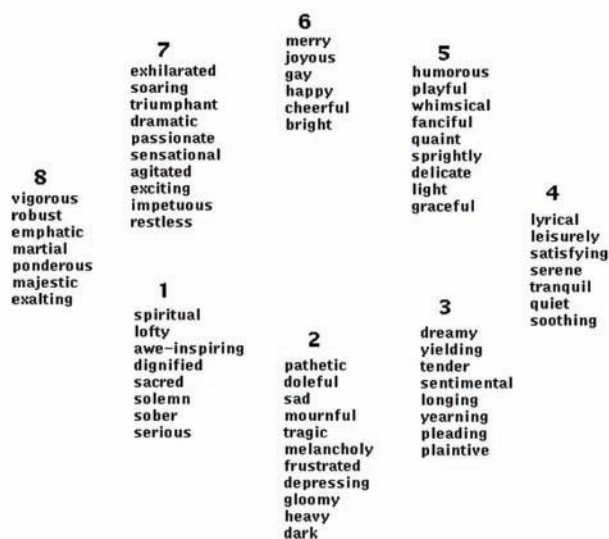 6
merry
joyous
gay
happy
cheerful
bright
7
exhilarated
soaring
triumphant
dramatic
passionate
sensational
agitated
exciting
impetuous
restless
5
humorous
playful
whimsical
fanciful
quaint
sprightly
delicate
light
graceful
8
vigorous
robust
emphatic
martial
ponderous
majestic
exalting
4
lyrical
leisurely
satisfying
serene
tranquil
quiet
soothing
1
spiritual
lofty
awe-inspiring
dignified
sacred
solemn
sober
serious
2
pathetic
doleful
sad
mournful
tragic
melancholy
frustrated
depressing
gloomy
heavy
dark
3
dreamy
yielding
tender
sentimental
longing
yearning
pleading
plaintive